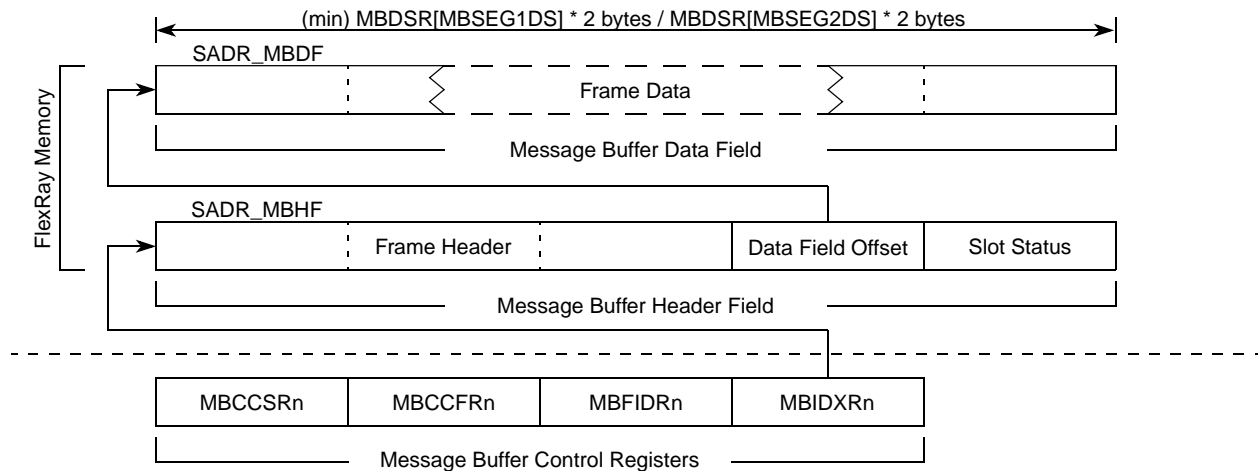 (min) MBDSR[MBSEG1DS] * 2 bytes / MBDSR[MBSEG2DS] * 2 bytes
SADR_MBDF
Frame Data
Message Buffer Data Field
FlexRay Memory
SADR_MBHF
Frame Header
Data Field Offset
Slot Status
Message Buffer Header Field
MBCCSRn
MBCCFRn
MBFIDRn
MBIDXRn
Message Buffer Control Registers